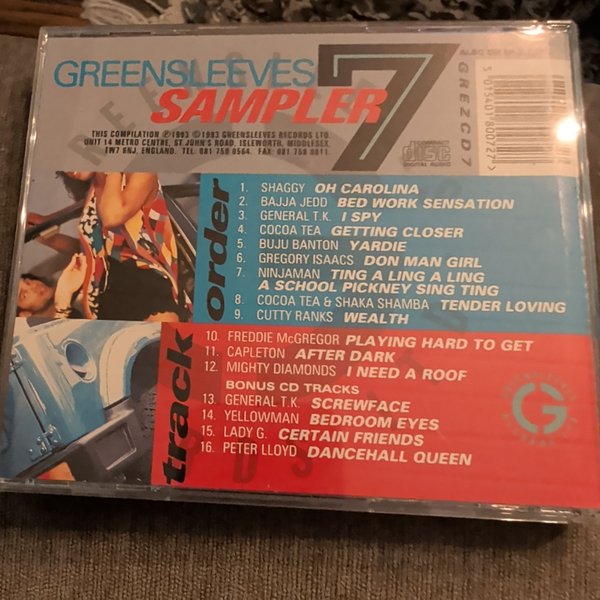 GREENSLEEVES
SAMPLER 7
THIS COMPILATION ℗1993 ©1993 GREENSLEEVES RECORDS LTD.
UNIT 14 METRO CENTRE, ST JOHN'S ROAD, ISLEWORTH, MIDDLESEX,
TW7 6NJ, ENGLAND. TEL: 081 758 0564. FAX: 081 758 0811.
COMPACT
disc
DIGITAL AUDIO
GREZCD7
5 015401 800727 >
track order
1. SHAGGY OH CAROLINA
2. BAJJA JEDD BED WORK SENSATION
3. GENERAL T.K. I SPY
4. COCOA TEA GETTING CLOSER
5. BUJU BANTON YARDIE
6. GREGORY ISAACS DON MAN GIRL
7. NINJAMAN TING A LING A LING
A SCHOOL PICKNEY SING TING
8. COCOA TEA & SHAKA SHAMBA TENDER LOVING
9. CUTTY RANKS WEALTH
10. FREDDIE McGREGOR PLAYING HARD TO GET
11. CAPLETON AFTER DARK
12. MIGHTY DIAMONDS I NEED A ROOF
BONUS CD TRACKS
13. GENERAL T.K. SCREWFACE
14. YELLOWMAN BEDROOM EYES
15. LADY G. CERTAIN FRIENDS
16. PETER LLOYD DANCEHALL QUEEN
G